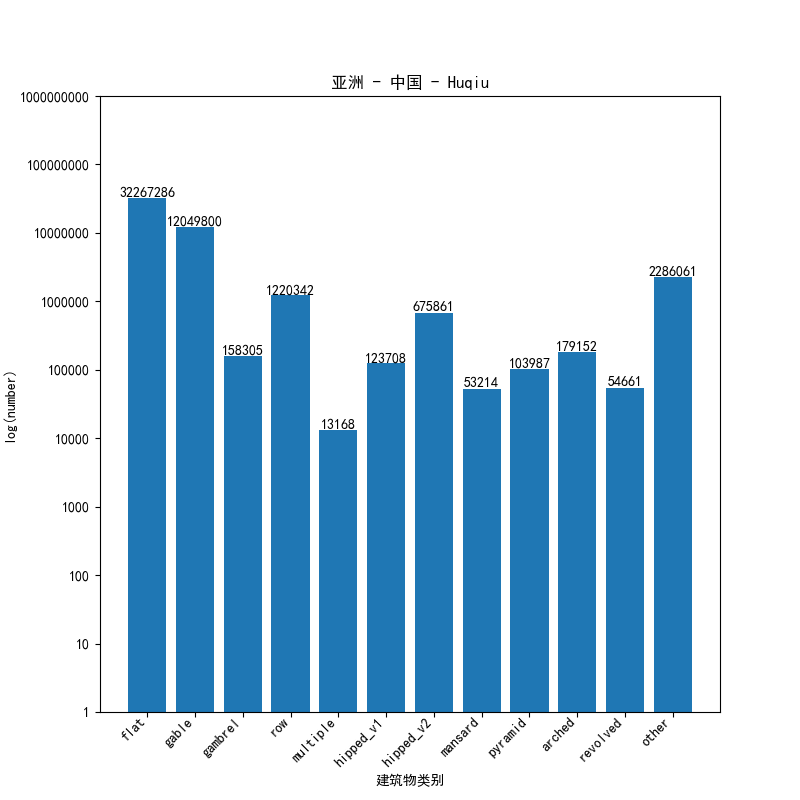 亚洲 - 中国 - Huqiu
1000000000
100000000
10000000
1000000
100000
10000
1000
100
10
1
log(number)
32267286
12049800
158305
1220342
13168
123708
675861
53214
103987
179152
54661
2286061
flat
gable
gambrel
row
multiple
hipped_v1
hipped_v2
mansard
pyramid
arched
revolved
other
建筑物类别